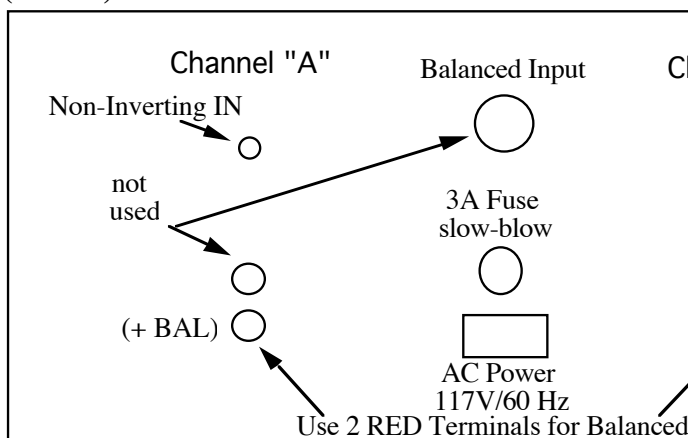 Channel "A"
Balanced Input
Non-Inverting IN
not
used
3A Fuse
slow-blow
(+ BAL)
AC Power
117V/60 Hz
Use 2 RED Terminals for Balanced